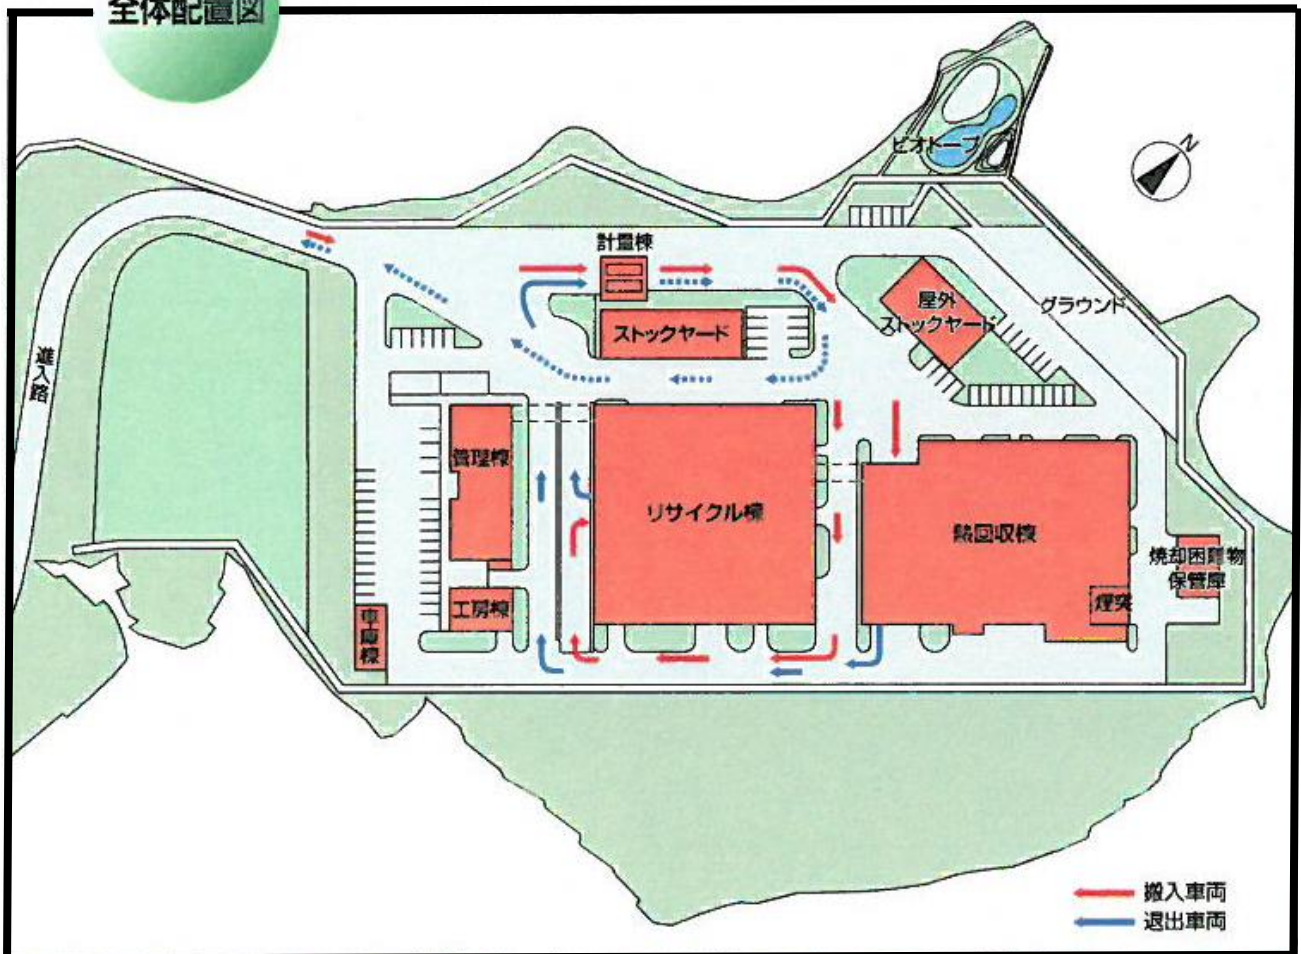 全体配置図
ビオトープ
N
計量棟
屋外
ストックヤード
グラウンド
ストックヤード
進入路
管理棟
リサイクル棟
熱回収棟
焼却困難物
保管庫
煙突
工房棟
車庫棟
搬入車両
退出車両